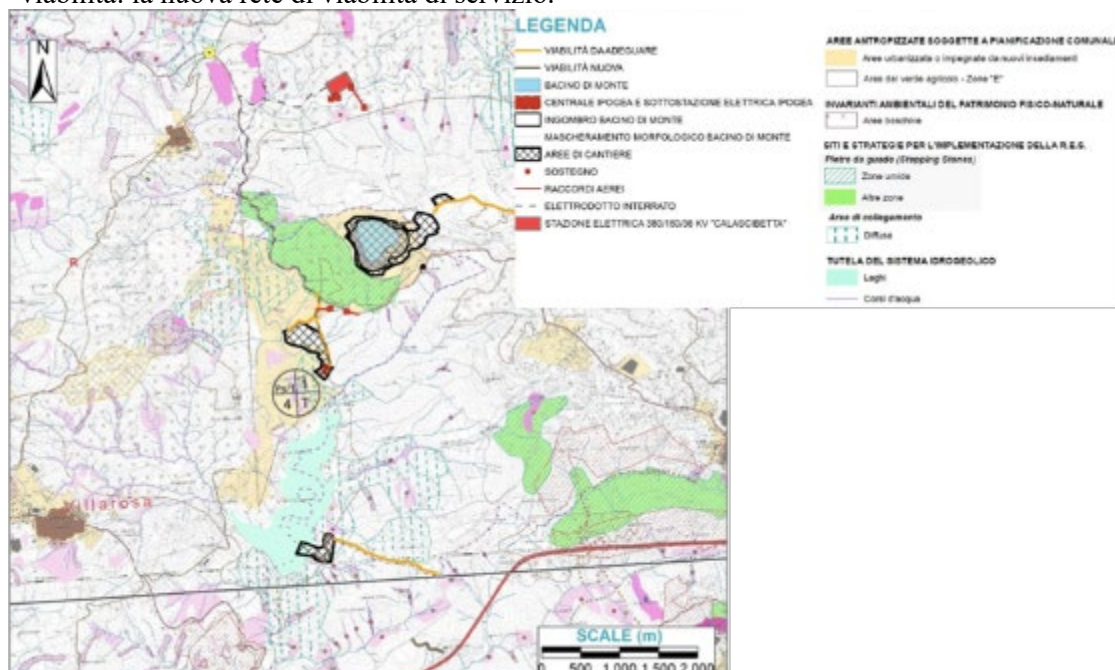 viabilità: la nuova rete di viabilità di servizio.
LEGENDA
VIABILITÀ DA ADEGUARE
VIABILITÀ NUOVA
BACINO DI MONTE
CENTRALE IPOGEA E SOTTOSTAZIONE ELETTRICA IPOGEA
INGOMBRO BACINO DI MONTE
MASCHERAMENTO MORFOLOGICO BACINO DI MONTE
AREE DI CANTIERE
SOSTEGNO
RACCORDI AEREI
ELETTRODOTTO INTERRATO
STAZIONE ELETTRICA 380/150/36 KV "CALASCIBETTA"
AREE ANTROPIZZATE SOGGETTE A PIANIFICAZIONE COMUNALE
Aree urbanizzate o impegnate da nuovi insediamenti
Aree del verde agricolo - Zone "E"
INVARIANTI AMBIENTALI DEL PATRIMONIO FISICO-NATURALE
Aree boschive
SITI E STRATEGIE PER L'IMPLEMENTAZIONE DELLA R.E.S.
Pietre da guado (Stepping Stones)
Zone umide
Altre zone
Aree di collegamento
Diffuse
TUTELA DEL SISTEMA IDROGEOLOGICO
Laghi
Corsi d'acqua
N
R
1
4 T
Villarosa
SCALE (m)
0 500 1.000 1.500 2.000